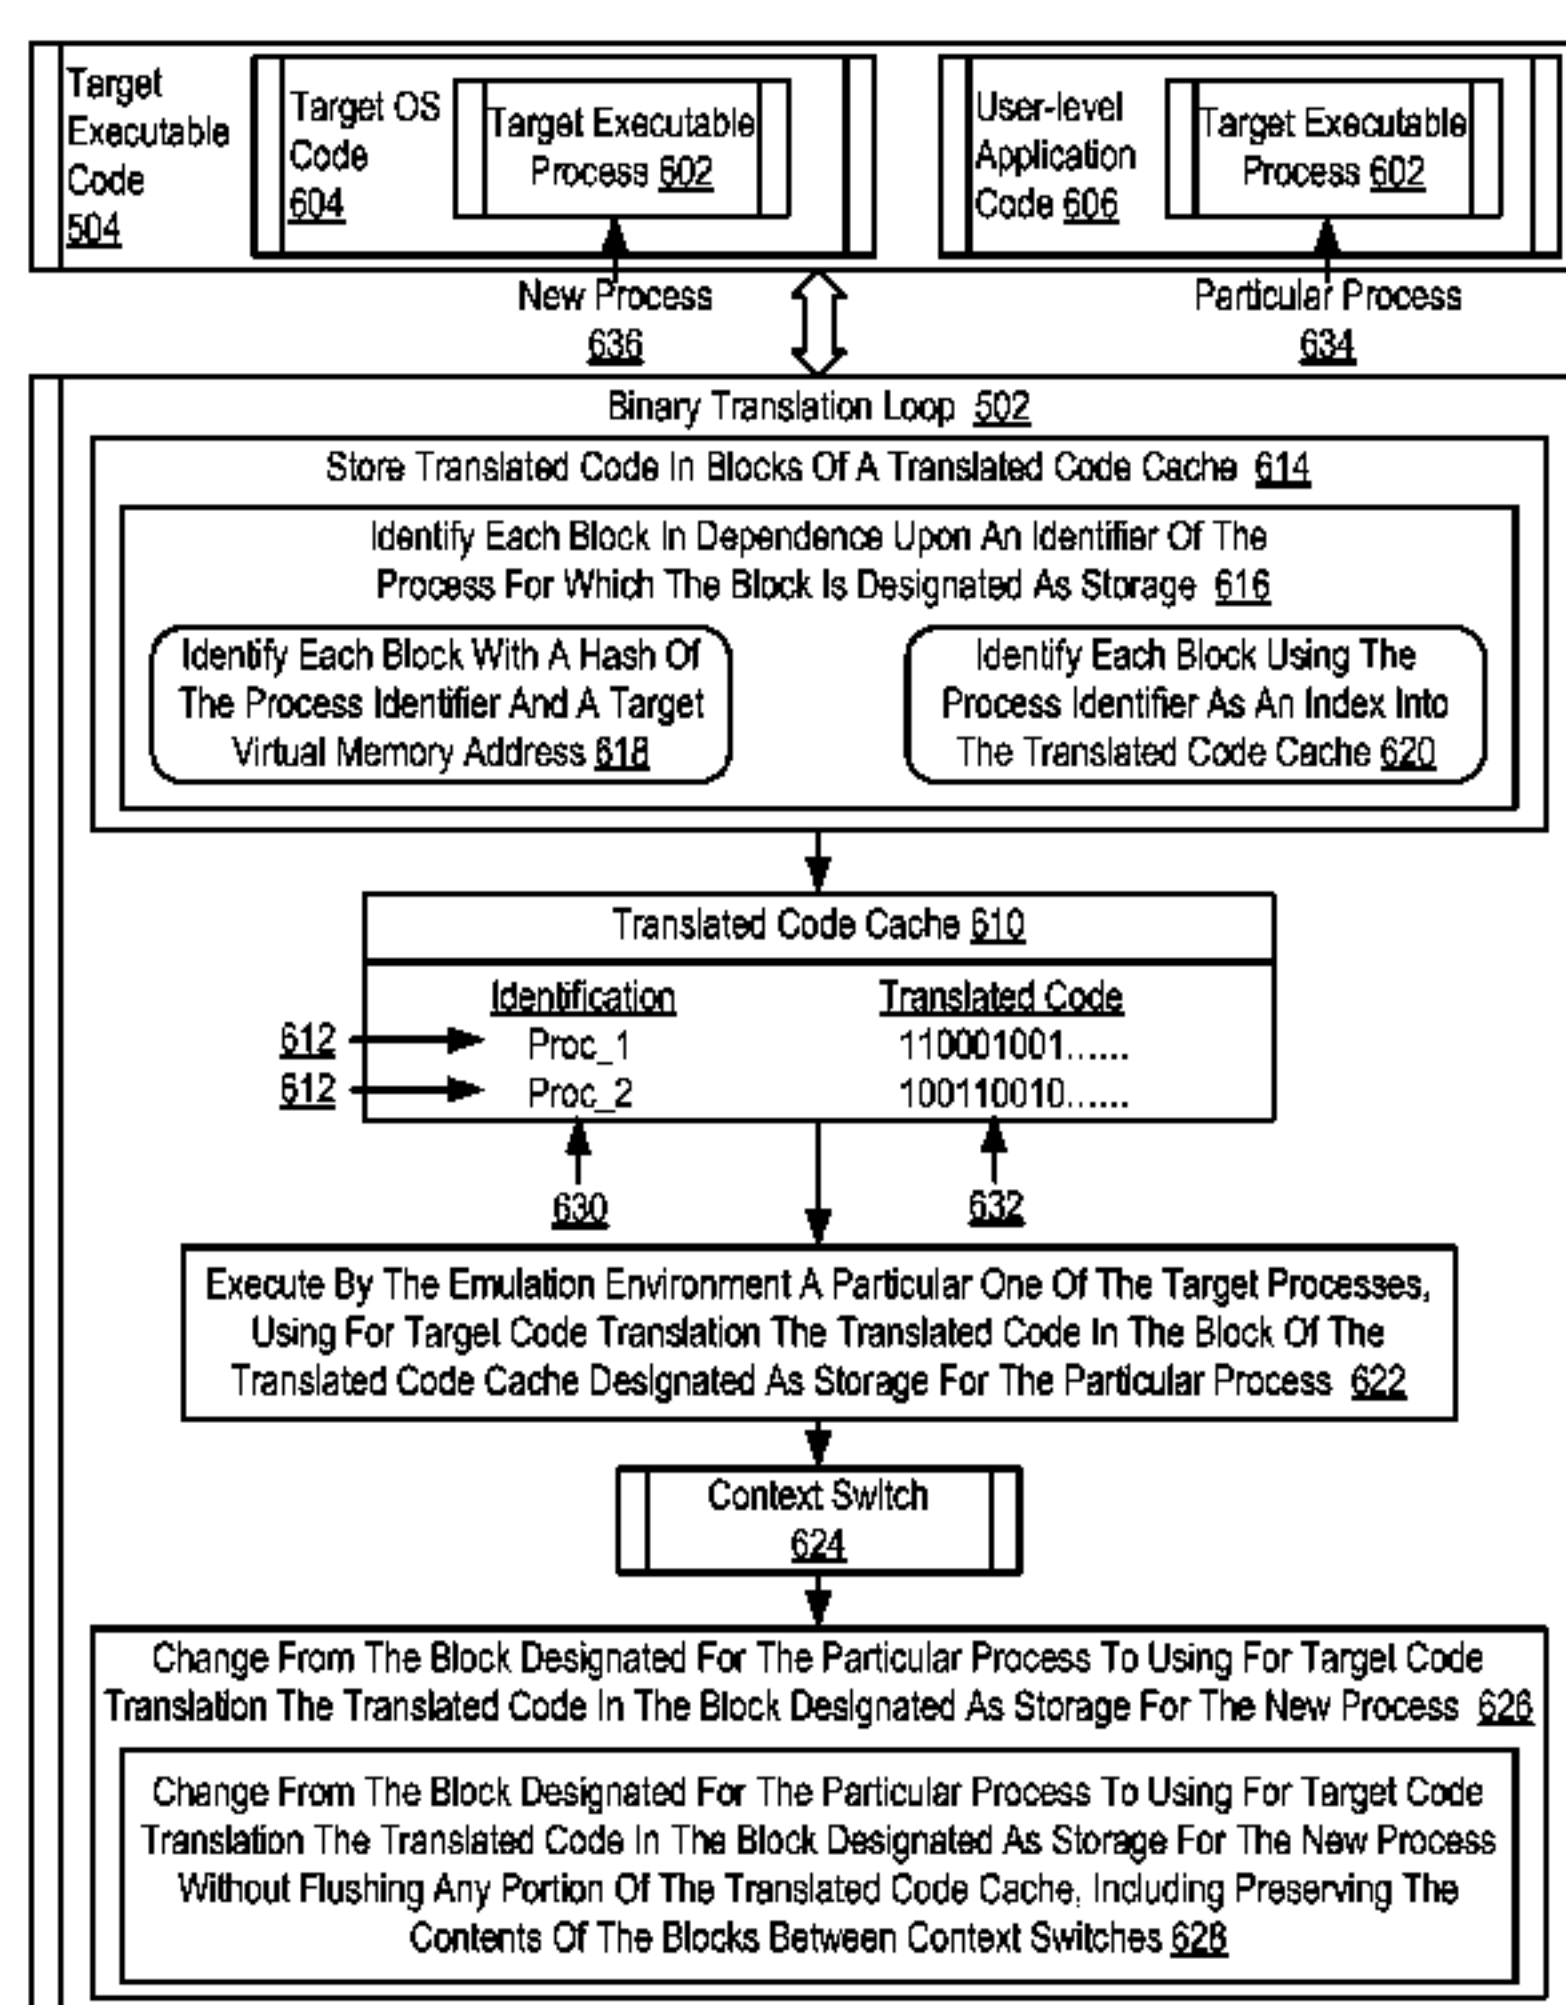 Target
Executable
Code
504
Target OS
Code
604
Target Executable
Process 602
User-level
Application
Code 606
Target Executable
Process 602
New Process
636
Particular Process
634
Binary Translation Loop 502
Store Translated Code In Blocks Of A Translated Code Cache 614
Identify Each Block In Dependence Upon An Identifier Of The
Process For Which The Block Is Designated As Storage 616
Identify Each Block With A Hash Of
The Process Identifier And A Target
Virtual Memory Address 618
Identify Each Block Using The
Process Identifier As An Index Into
The Translated Code Cache 620
Translated Code Cache 610
Identification Translated Code
612 Proc_1 110001001......
612 Proc_2 100110010......
630 632
Execute By The Emulation Environment A Particular One Of The Target Processes,
Using For Target Code Translation The Translated Code In The Block Of The
Translated Code Cache Designated As Storage For The Particular Process 622
Context Switch
624
Change From The Block Designated For The Particular Process To Using For Target Code
Translation The Translated Code In The Block Designated As Storage For The New Process 626
Change From The Block Designated For The Particular Process To Using For Target Code
Translation The Translated Code In The Block Designated As Storage For The New Process
Without Flushing Any Portion Of The Translated Code Cache, Including Preserving The
Contents Of The Blocks Between Context Switches 628